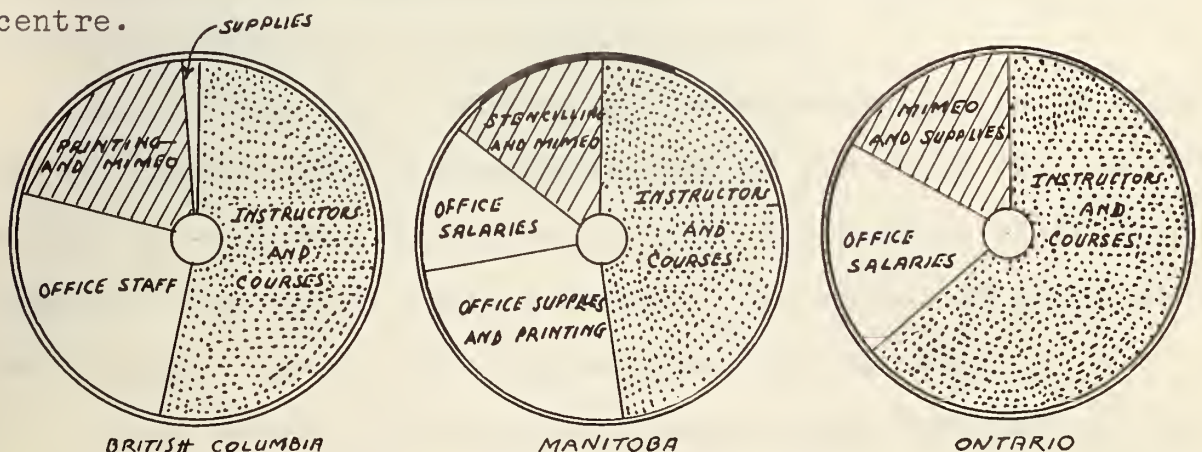 centre.
SUPPLIES
PRINTING
AND MIMEO
INSTRUCTORS
AND
COURSES
OFFICE STAFF
BRITISH COLUMBIA
STENCILLING
AND MIMEO
INSTRUCTORS
AND
COURSES
OFFICE
SALARIES
OFFICE SUPPLIES
AND PRINTING
MANITOBA
MIMEO
AND SUPPLIES
INSTRUCTORS
AND
COURSES
OFFICE
SALARIES
ONTARIO